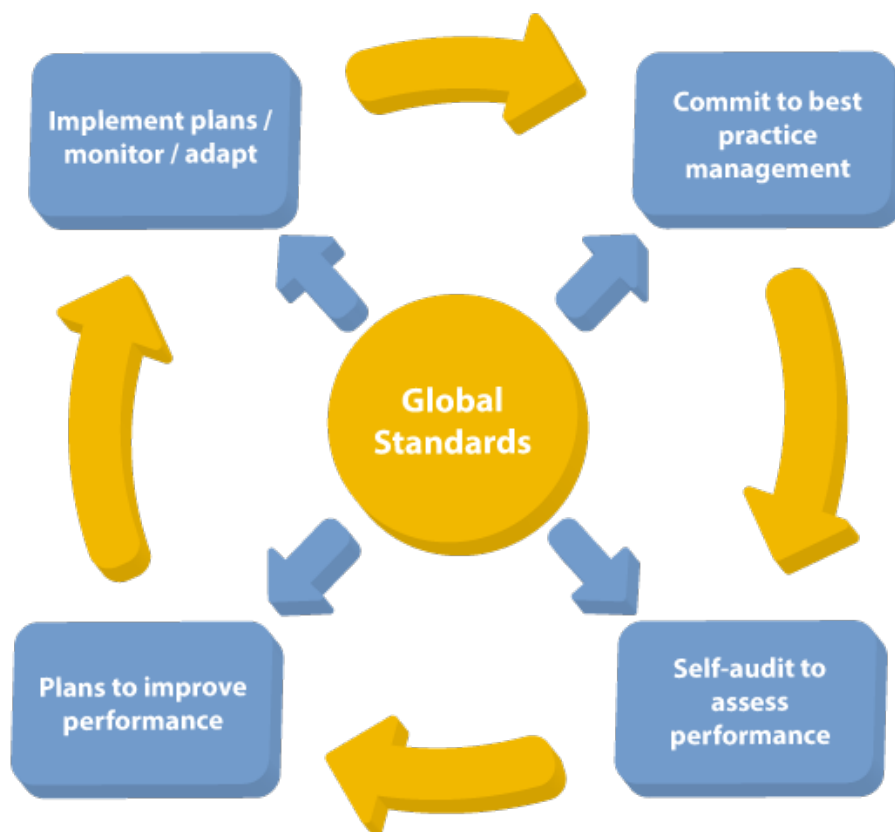 Implement plans /
monitor / adapt
Commit to best
practice
management
Global
Standards
Plans to improve
performance
Self-audit to
assess
performance